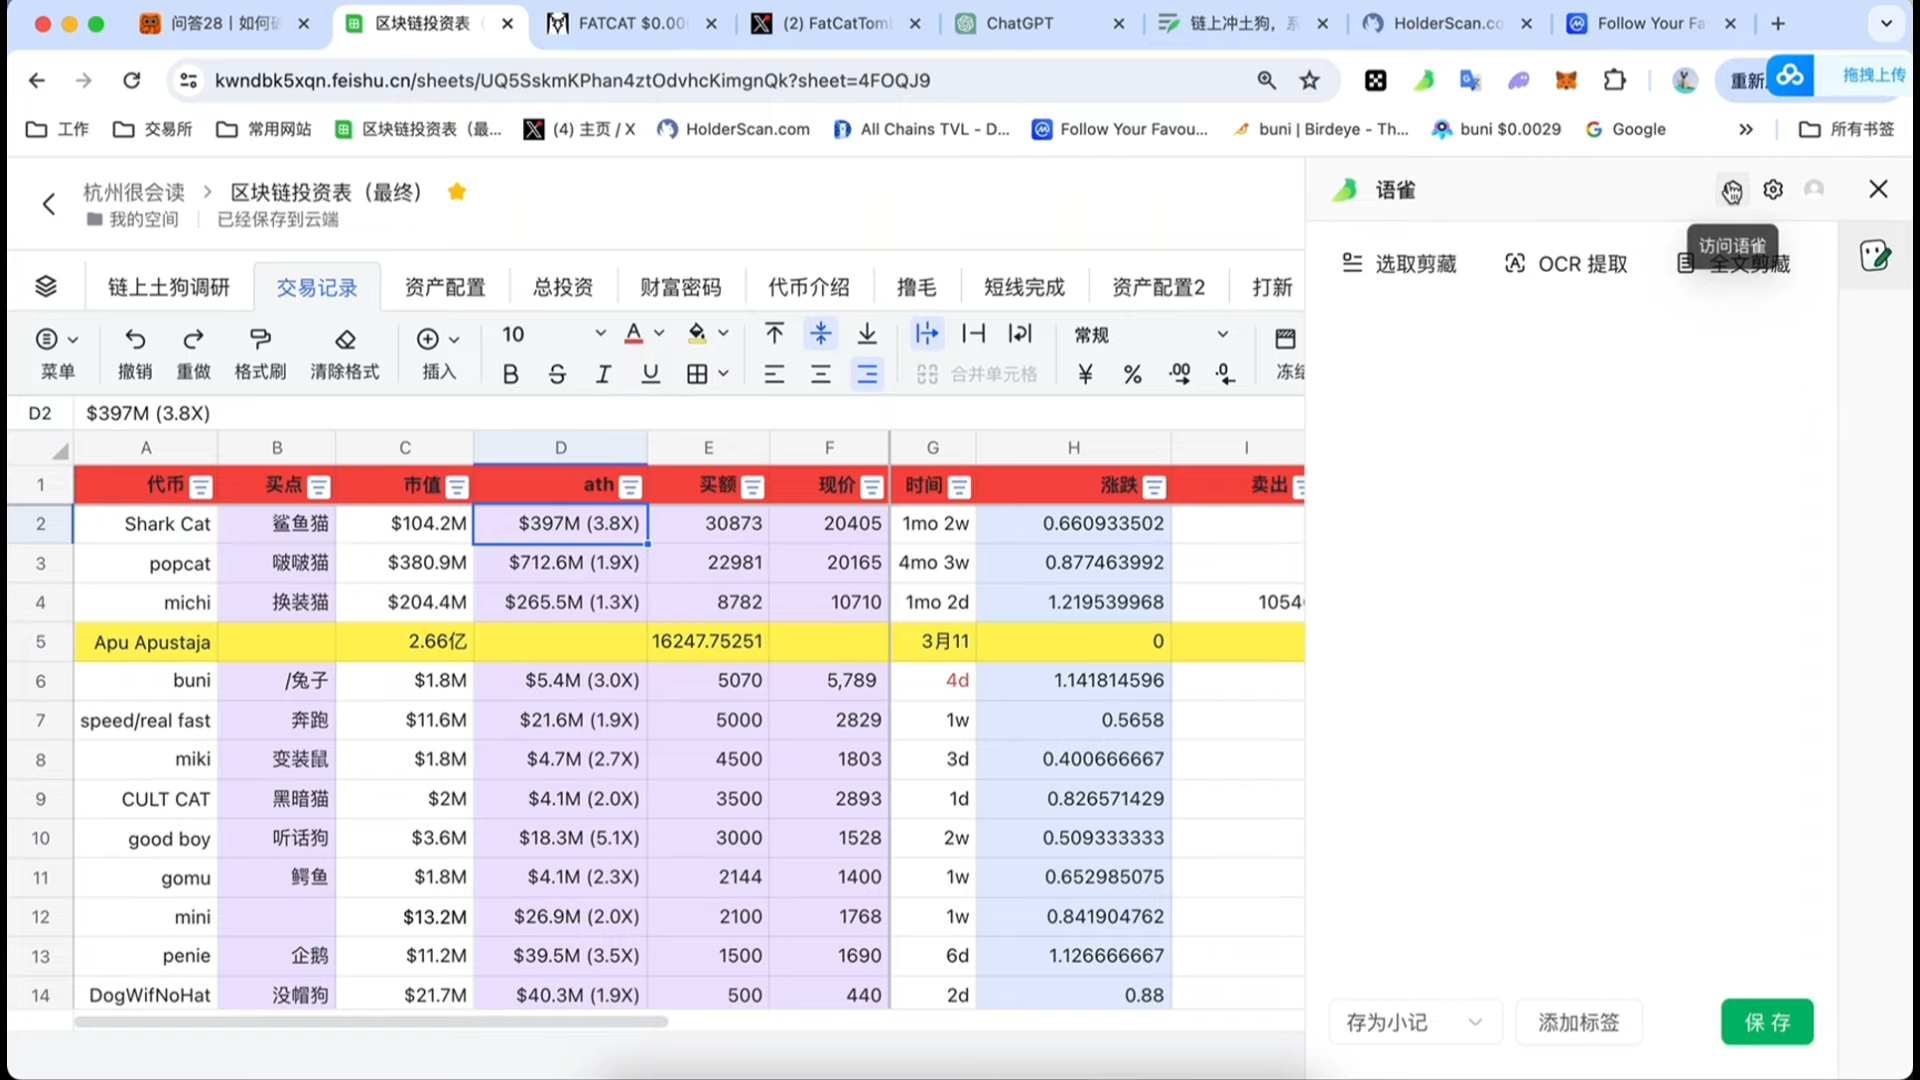 问答28 | 如何 区块链投资表 FATCAT $0.00 (2) FatCatTom ChatGPT 链上冲土狗，系 HolderScan.co Follow Your Fa
kwndbk5xqn.feishu.cn/sheets/UQ5SskmKPhan4ztOdvhcKimgnQk?sheet=4FOQJ9 重新 拖拽上传
工作 交易所 常用网站 区块链投资表（最... (4) 主页 / X HolderScan.com All Chains TVL - D... Follow Your Favou... buni | Birdeye - Th... buni $0.0029 Google 所有书签
杭州很会读 区块链投资表（最终）
我的空间 已经保存到云端
语雀
访问语雀
选取剪藏 OCR 提取 全文剪藏
链上土狗调研 交易记录 资产配置 总投资 财富密码 代币介绍 撸毛 短线完成 资产配置2 打新
10 A 常规
菜单 撤销 重做 格式刷 清除格式 插入 B S I U 合并单元格 ¥ % .00 .0 冻结
D2 $397M (3.8X)
A B C D E F G H I
1 代币 买点 市值 ath 买额 现价 时间 涨跌 卖出
2 Shark Cat 鲨鱼猫 $104.2M $397M (3.8X) 30873 20405 1mo 2w 0.660933502
3 popcat 啵啵猫 $380.9M $712.6M (1.9X) 22981 20165 4mo 3w 0.877463992
4 michi 换装猫 $204.4M $265.5M (1.3X) 8782 10710 1mo 2d 1.219539968 1054
5 Apu Apustaja 2.66亿 16247.75251 3月11 0
6 buni /兔子 $1.8M $5.4M (3.0X) 5070 5,789 4d 1.141814596
7 speed/real fast 奔跑 $11.6M $21.6M (1.9X) 5000 2829 1w 0.5658
8 miki 变装鼠 $1.8M $4.7M (2.7X) 4500 1803 3d 0.400666667
9 CULT CAT 黑暗猫 $2M $4.1M (2.0X) 3500 2893 1d 0.826571429
10 good boy 听话狗 $3.6M $18.3M (5.1X) 3000 1528 2w 0.509333333
11 gomu 鳄鱼 $1.8M $4.1M (2.3X) 2144 1400 1w 0.652985075
12 mini $13.2M $26.9M (2.0X) 2100 1768 1w 0.841904762
13 penie 企鹅 $11.2M $39.5M (3.5X) 1500 1690 6d 1.126666667
14 DogWifNoHat 没帽狗 $21.7M $40.3M (1.9X) 500 440 2d 0.88
存为小记 添加标签 保存